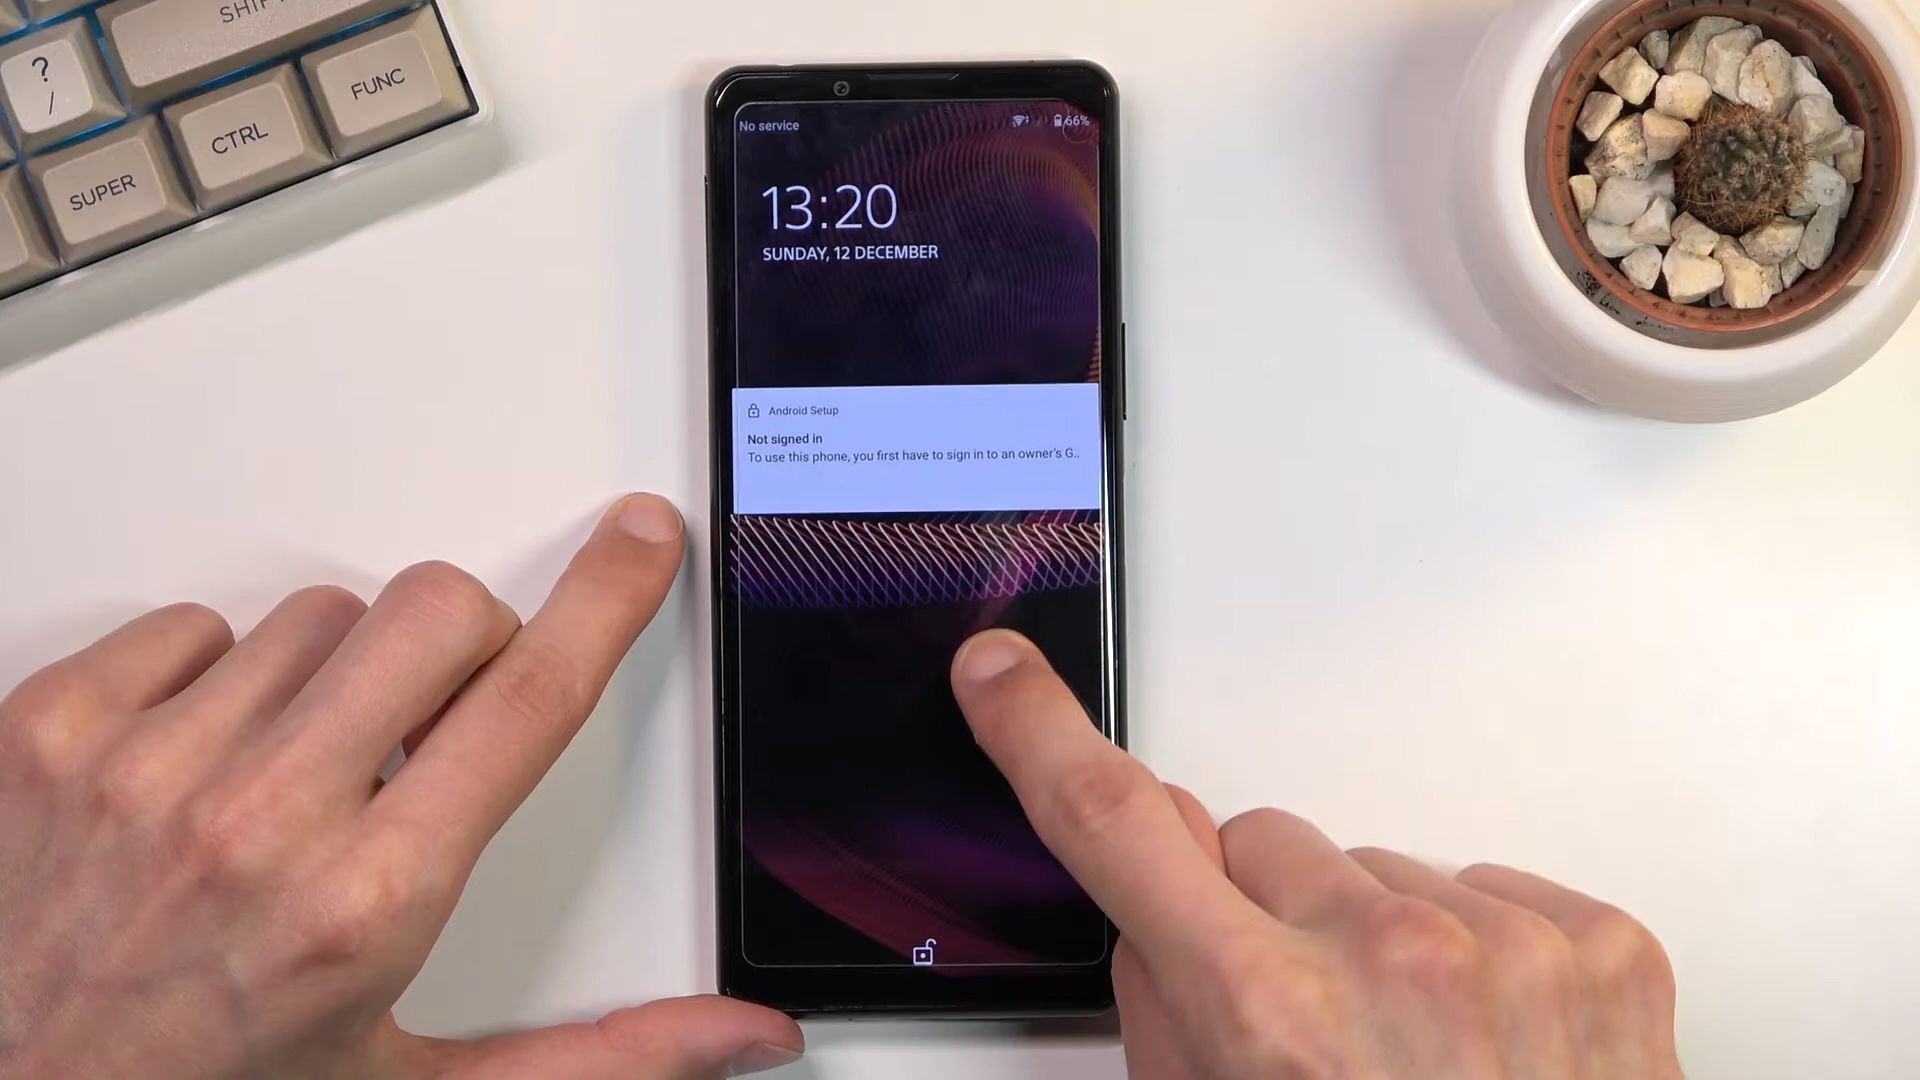 SHIFT
?
/
FUNC
CTRL
SUPER
No service
66%
13:20
SUNDAY, 12 DECEMBER
Android Setup
Not signed in
To use this phone, you first have to sign in to an owner's G..